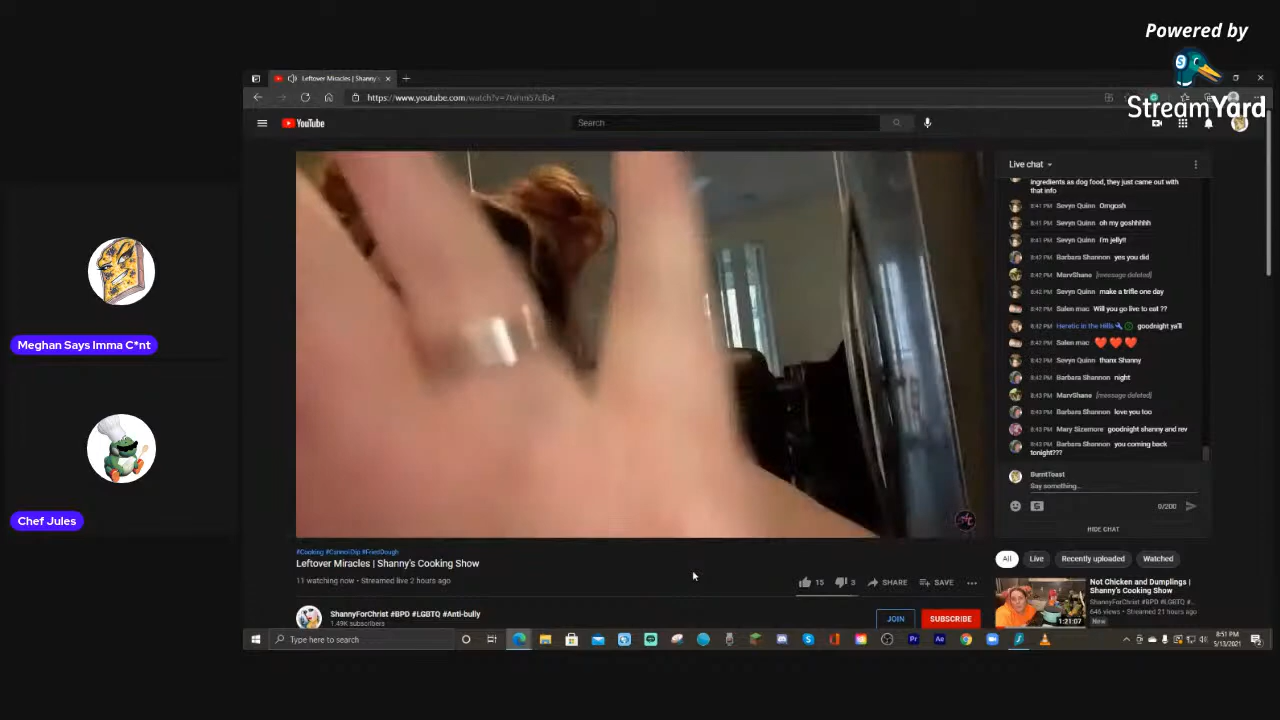 Powered by
StreamYard
Leftover Miracles | Shanny's
https://www.youtube.com/watch?v=7tvhn57cfb4
YouTube
Search
Live chat
ingredients as dog food, they just came out with
that info
8:41 PM Sevyn Quinn Omgush
8:41 PM Sevyn Quinn oh my goshhhhh
8:41 PM Sevyn Quinn I'm jelly!!
8:42 PM Barbara Shannon yes you did
8:42 PM MarvShane [message deleted]
8:42 PM Sevyn Quinn make a trifle one day
8:42 PM Salen mac Will you go live to eat ??
8:42 PM Heretic in the Hills goodnight ya'll
8:42 PM Salen mac ❤❤❤
8:42 PM Sevyn Quinn thanx Shanny
8:42 PM Barbara Shannon night
8:43 PM MarvShane [message deleted]
8:43 PM Barbara Shannon love you too
8:43 PM Mary Sizemore goodnight shanny and rev
8:43 PM Barbara Shannon you coming back
tonight???
BurntToast
Say something...
0/200
HIDE CHAT
Meghan Says Imma C*nt
Chef Jules
#Cooking #CannoliDip #FriedDough
Leftover Miracles | Shanny's Cooking Show
11 watching now • Streamed live 2 hours ago
15
3
SHARE
SAVE
ShannyForChrist #BPD #LGBTQ #Anti-bully
1.49K subscribers
JOIN
SUBSCRIBE
All
Live
Recently uploaded
Watched
Not Chicken and Dumplings |
Shanny's Cooking Show
ShannyForChrist #BPD #LGBTQ #...
646 views • Streamed 21 hours ago
New
1:21:07
Type here to search
8:51 PM
5/13/2021